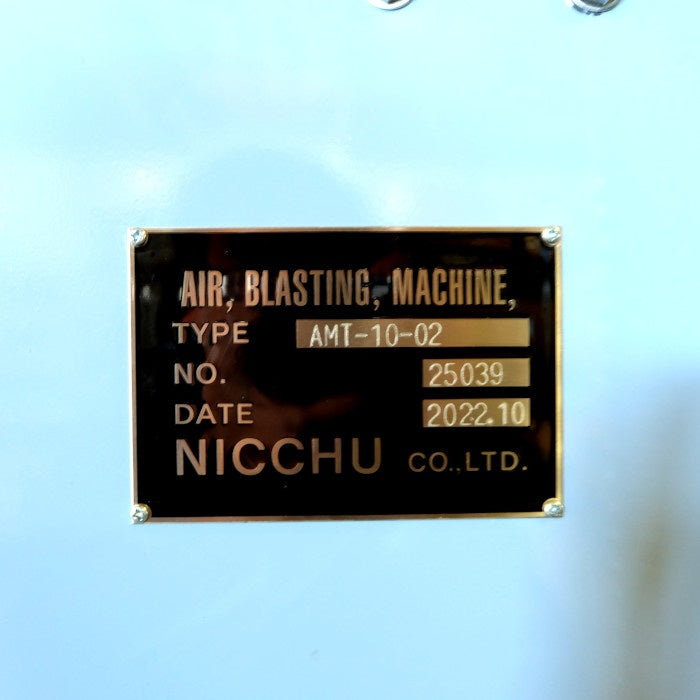 AIR, BLASTING, MACHINE,
TYPE AMT-10-02
NO. 25039
DATE 2022.10
NICCHU CO.,LTD.